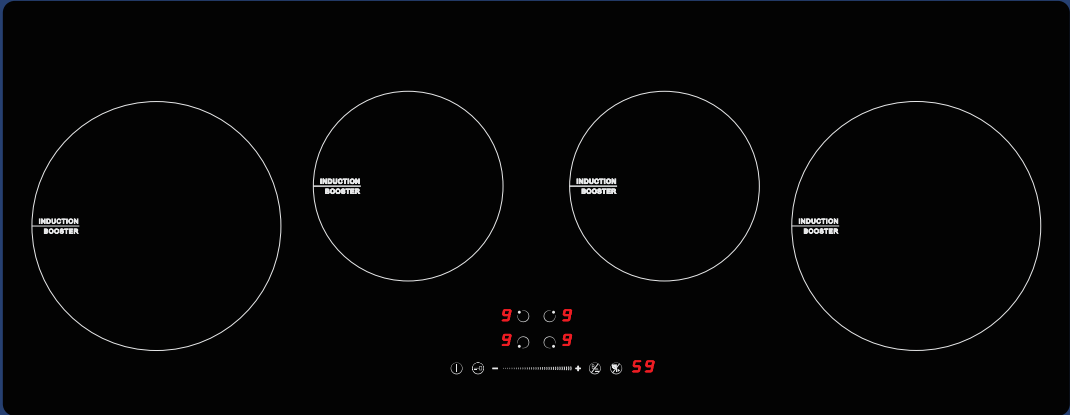 INDUCTION
BOOSTER
INDUCTION
BOOSTER
INDUCTION
BOOSTER
INDUCTION
BOOSTER
9 9
9 9
- + 59